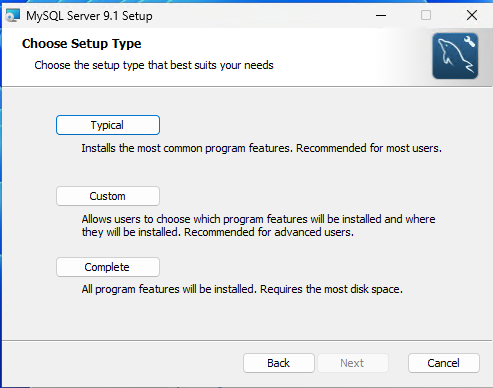 MySQL Server 9.1 Setup
Choose Setup Type
Choose the setup type that best suits your needs
Typical
Installs the most common program features. Recommended for most users.
Custom
Allows users to choose which program features will be installed and where
they will be installed. Recommended for advanced users.
Complete
All program features will be installed. Requires the most disk space.
Back
Next
Cancel